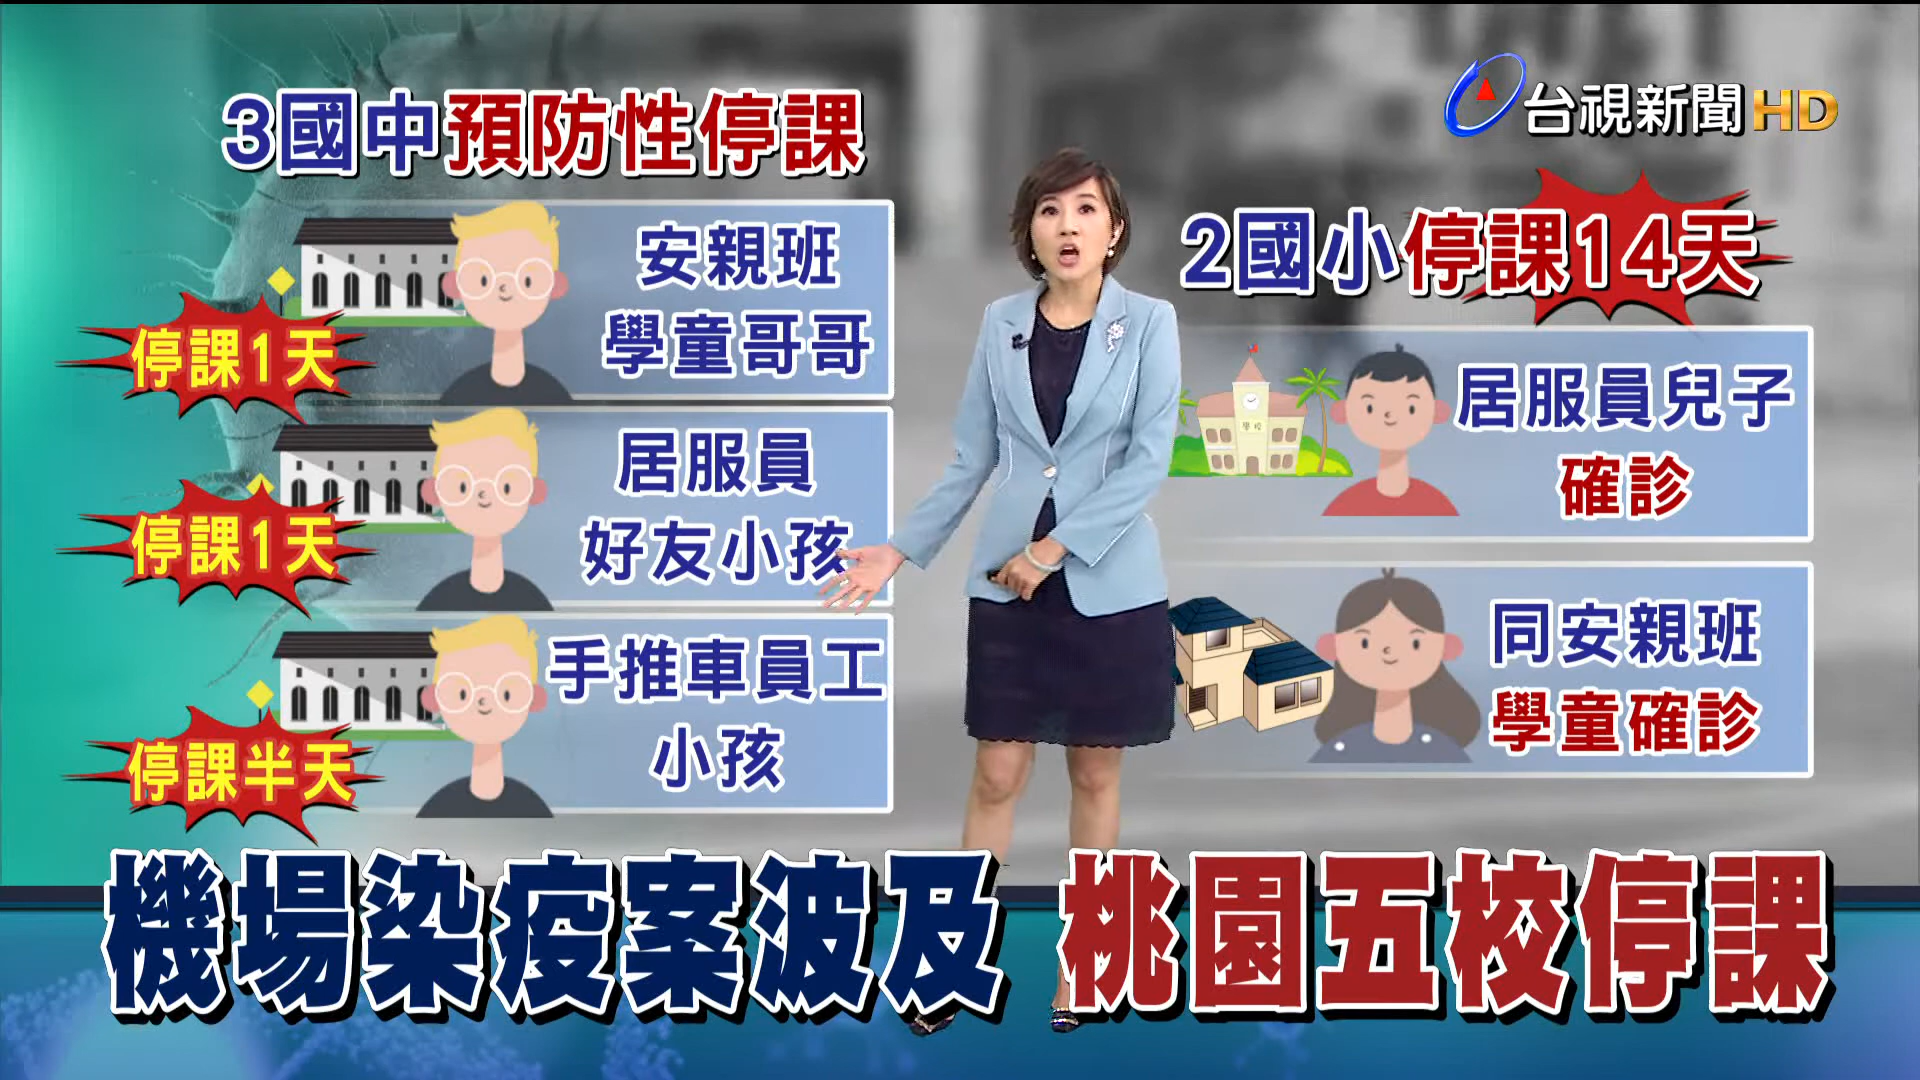 台視新聞HD
3國中預防性停課
安親班
學童哥哥
停課1天
居服員
好友小孩
停課1天
手推車員工
小孩
停課半天
2國小停課14天
學校
居服員兒子
確診
同安親班
學童確診
機場染疫案波及 桃園五校停課